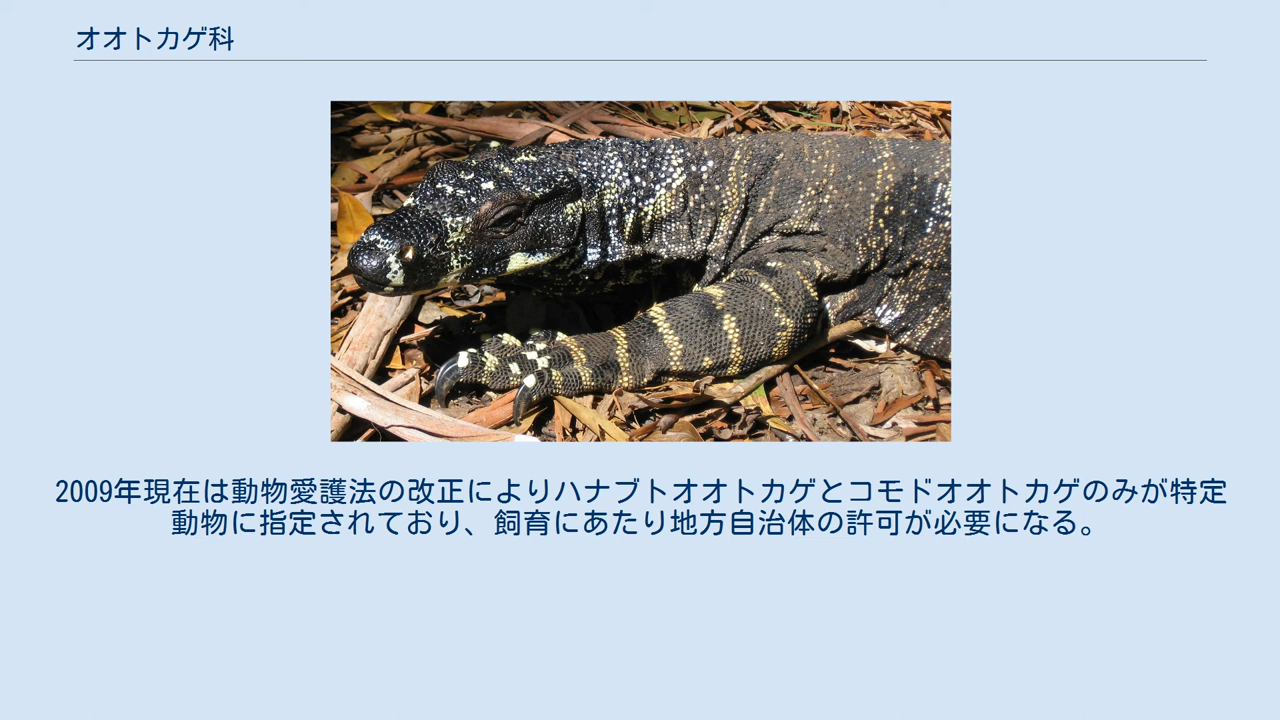 オオトカゲ科
2009年現在は動物愛護法の改正によりハナブトオオトカゲとコモドオオトカゲのみが特定
動物に指定されており、飼育にあたり地方自治体の許可が必要になる。